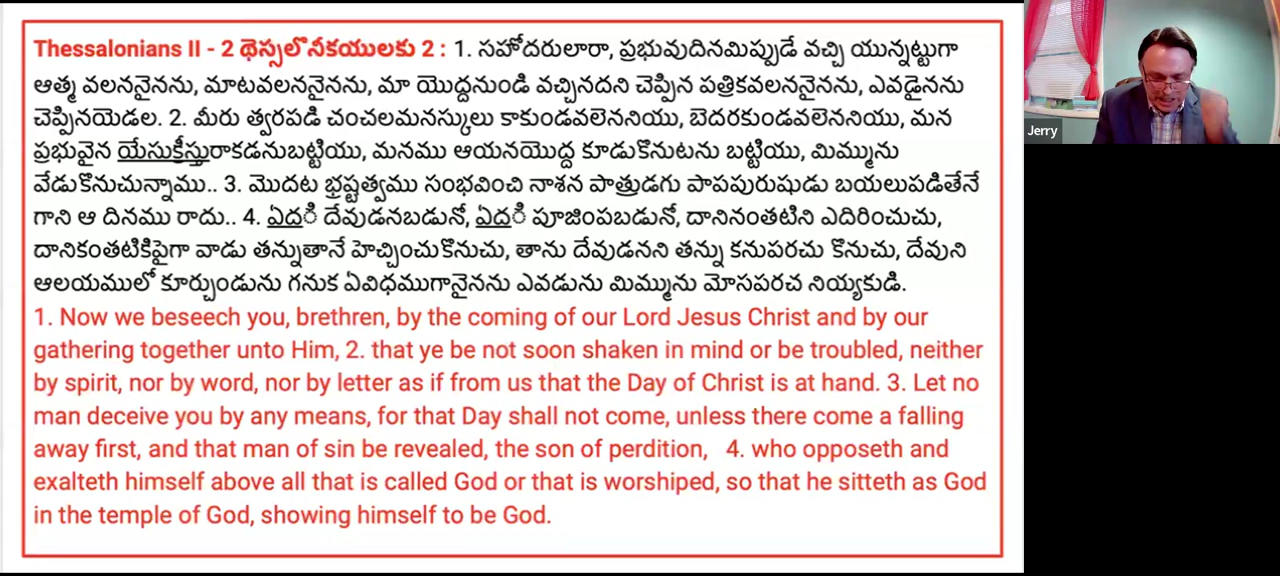 Thessalonians II - 2 థెస్సలొనీకయులకు 2 : 1. సహోదరులారా, ప్రభువుదినమిప్పుడే వచ్చి యున్నట్టుగా
ఆత్మ వలననైనను, మాటవలననైనను, మా యొద్దనుండి వచ్చినదని చెప్పిన పత్రికవలననైనను, ఎవడైనను
చెప్పినయెడల. 2. మీరు త్వరపడి చంచలమనస్కులు కాకుండవలెననియు, బెదరకుండవలెననియు, మన
ప్రభువైన యేసుక్రీస్తురాకడనుబట్టియు, మనము ఆయనయొద్ద కూడుకొనుటను బట్టియు, మిమ్మును
వేడుకొనుచున్నాము.. 3. మొదట భ్రష్టత్వము సంభవించి నాశన పాత్రుడగు పాపపురుషుడు బయలుపడితేనే
గాని ఆ దినము రాదు.. 4. ఏదది దేవుడనబడునో, ఏదది పూజింపబడునో, దానినంతటిని ఎదిరించుచు,
దానికంతటికిపైగా వాడు తన్నుతానే హెచ్చించుకొనుచు, తాను దేవుడనని తన్ను కనుపరచు కొనుచు, దేవుని
ఆలయములో కూర్చుండును గనుక ఏవిధముగానైనను ఎవడును మిమ్మును మోసపరచ నియ్యకుడి.
1. Now we beseech you, brethren, by the coming of our Lord Jesus Christ and by our
gathering together unto Him, 2. that ye be not soon shaken in mind or be troubled, neither
by spirit, nor by word, nor by letter as if from us that the Day of Christ is at hand. 3. Let no
man deceive you by any means, for that Day shall not come, unless there come a falling
away first, and that man of sin be revealed, the son of perdition, 4. who opposeth and
exalteth himself above all that is called God or that is worshiped, so that he sitteth as God
in the temple of God, showing himself to be God.
Jerry